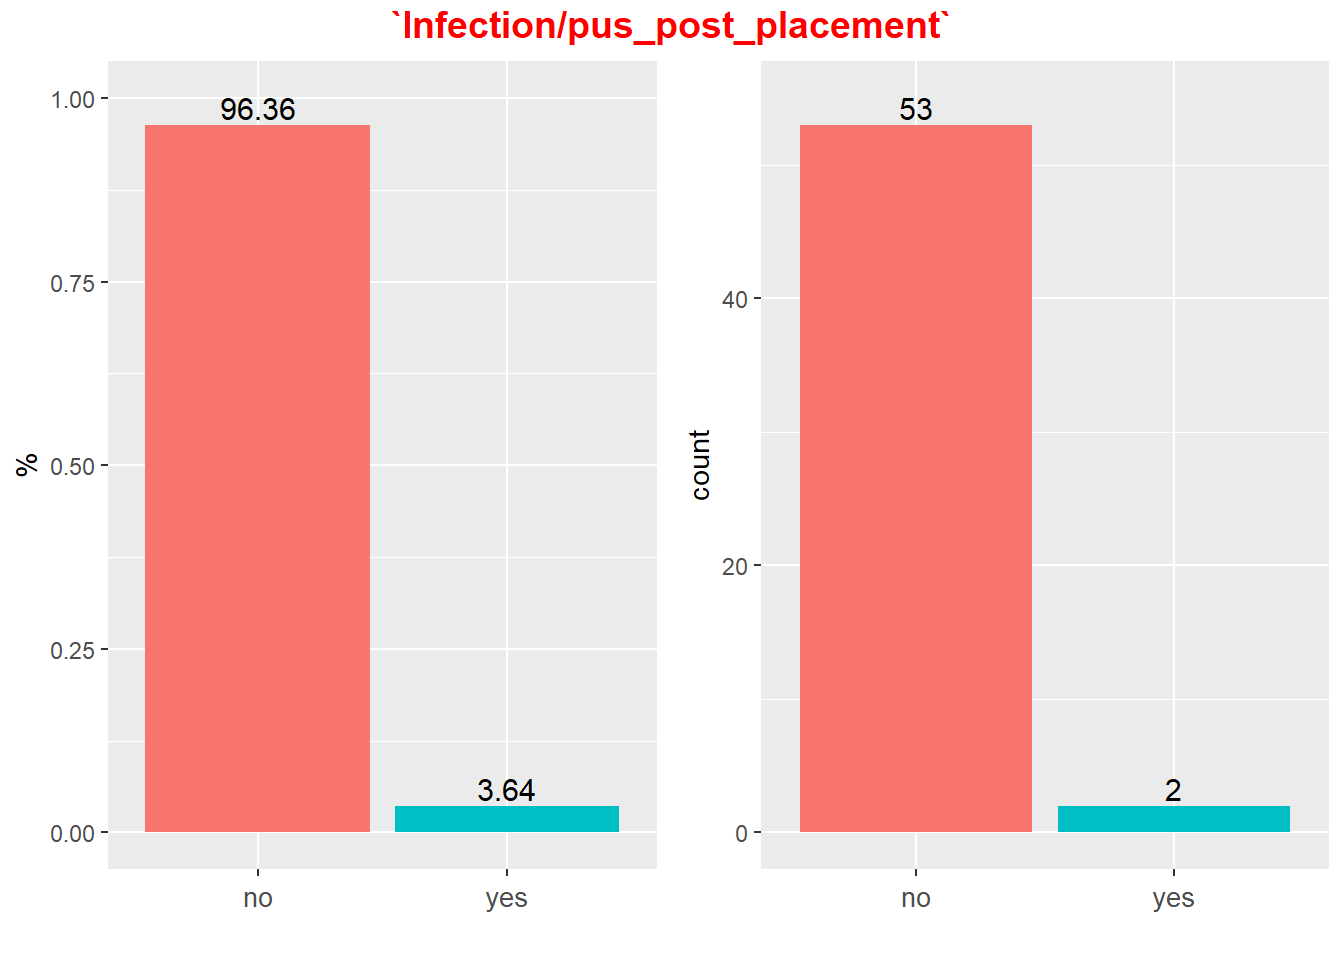 `Infection/pus_post_placement`
%
1.00
0.75
0.50
0.25
0.00
96.36
3.64
no
yes
count
40
20
0
53
2
no
yes